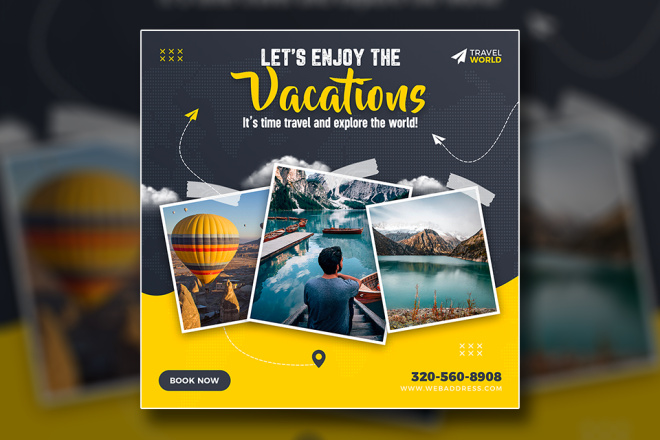 LET'S ENJOY THE
Vacations
It's time travel and explore the world!
TRAVEL
WORLD
BOOK NOW
320-560-8908
WWW.WEBADDRESS.COM